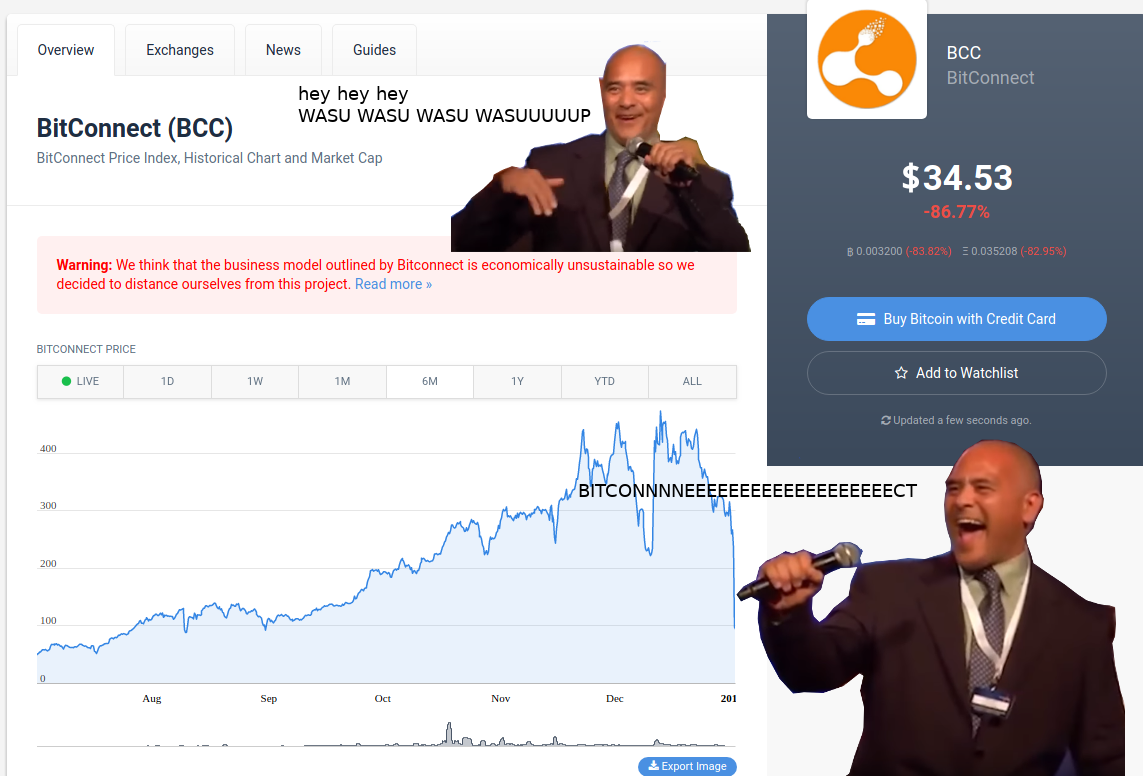 Overview
Exchanges
News
Guides
BitConnect (BCC)
BitConnect Price Index, Historical Chart and Market Cap
hey hey hey
WASU WASU WASU WASUUUUUP
Warning: We think that the business model outlined by Bitconnect is economically unsustainable so we
decided to distance ourselves from this project. Read more »
BITCONNECT PRICE
LIVE
1D
1W
1M
6M
1Y
YTD
ALL
400
300
200
100
0
BITCONNNNEEEEEEEEEEEEEEEEEEECT
Aug
Sep
Oct
Nov
Dec
201
Export Image
BCC
BitConnect
$34.53
-86.77%
฿ 0.003200 (-83.82%) Ξ 0.035208 (-82.95%)
Buy Bitcoin with Credit Card
Add to Watchlist
Updated a few seconds ago.